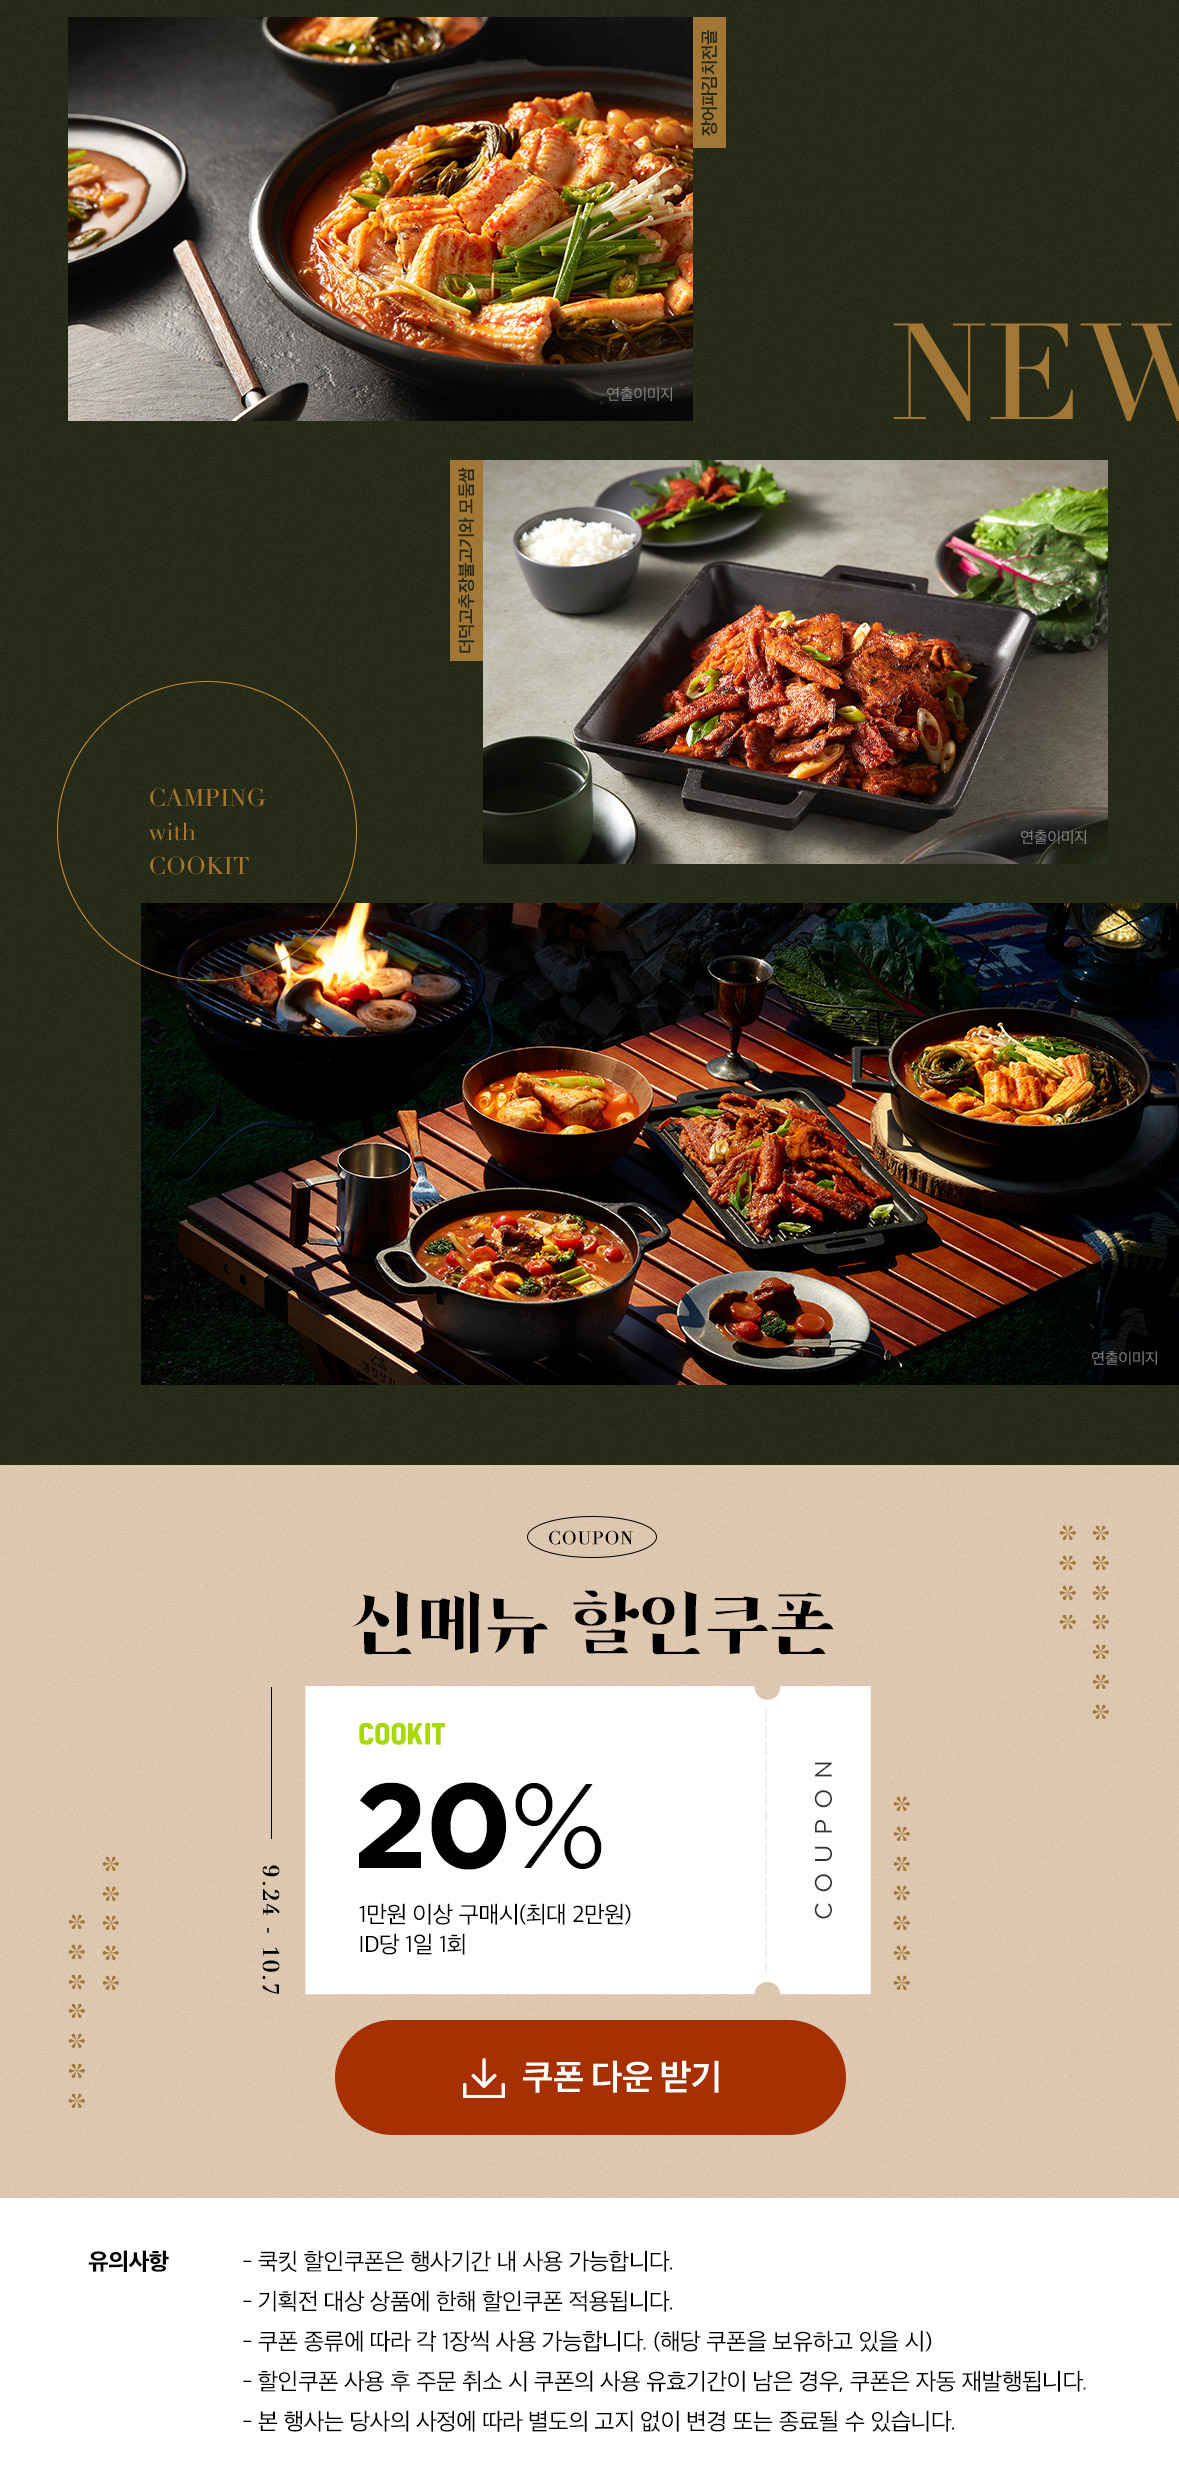 장어파김치전골
연출이미지
NEW
더덕고추장불고기와 모둠쌈
연출이미지
CAMPING
with
COOKIT
연출이미지
COUPON
신메뉴 할인쿠폰
COOKIT
20%
1만원 이상 구매시(최대 2만원)
ID당 1일 1회
COUPON
9.24 - 10.7
쿠폰 다운 받기
유의사항
- 쿡킷 할인쿠폰은 행사기간 내 사용 가능합니다.
- 기획전 대상 상품에 한해 할인쿠폰 적용됩니다.
- 쿠폰 종류에 따라 각 1장씩 사용 가능합니다. (해당 쿠폰을 보유하고 있을 시)
- 할인쿠폰 사용 후 주문 취소 시 쿠폰의 사용 유효기간이 남은 경우, 쿠폰은 자동 재발행됩니다.
- 본 행사는 당사의 사정에 따라 별도의 고지 없이 변경 또는 종료될 수 있습니다.